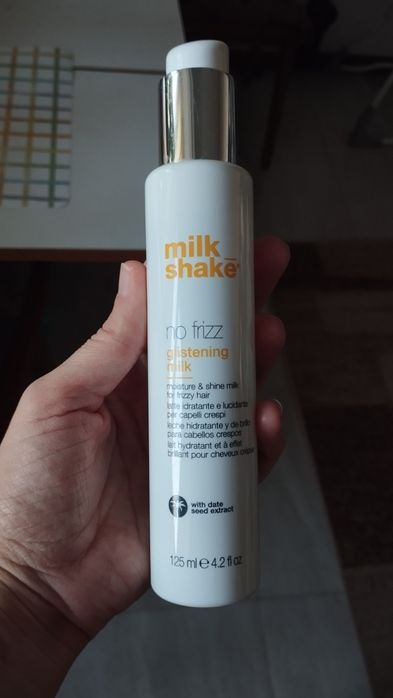 milk_
shake®
no frizz
glistening
milk
moisture & shine milk
for frizzy hair
latte idratante e lucidante
per capelli crespi
leche hidratante y de brillo
para cabellos crespos
lait hydratant et à effet
brillant pour cheveux crépus
with date
seed extract
125 ml e 4.2 fl oz